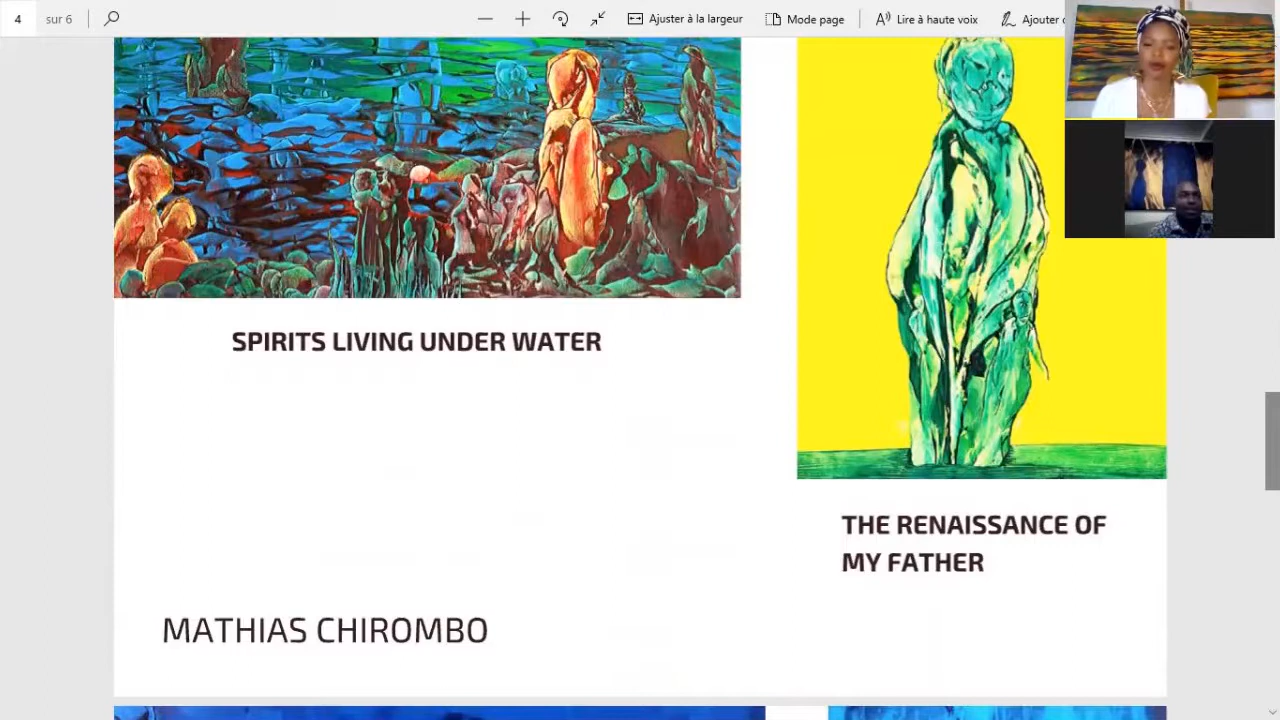 4 sur 6 Ajuster à la largeur Mode page Lire à haute voix Ajouter
SPIRITS LIVING UNDER WATER
THE RENAISSANCE OF
MY FATHER
MATHIAS CHIROMBO